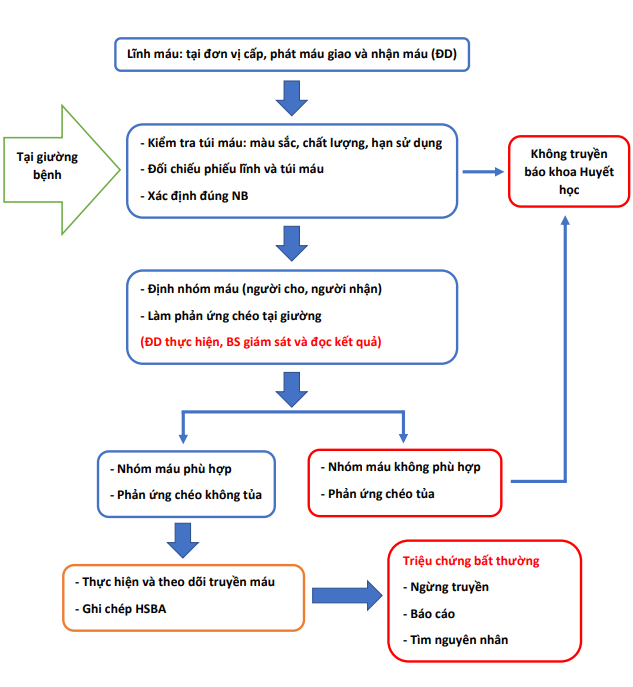 Lĩnh máu: tại đơn vị cấp, phát máu giao và nhận máu (ĐD)
Tại giường
bệnh
- Kiểm tra túi máu: màu sắc, chất lượng, hạn sử dụng
- Đối chiếu phiếu lĩnh và túi máu
- Xác định đúng NB
Không truyền
báo khoa Huyết
học
- Định nhóm máu (người cho, người nhận)
- Làm phản ứng chéo tại giường
(ĐD thực hiện, BS giám sát và đọc kết quả)
- Nhóm máu phù hợp
- Phản ứng chéo không tủa
- Nhóm máu không phù hợp
- Phản ứng chéo tủa
- Thực hiện và theo dõi truyền máu
- Ghi chép HSBA
Triệu chứng bất thường
- Ngừng truyền
- Báo cáo
- Tìm nguyên nhân